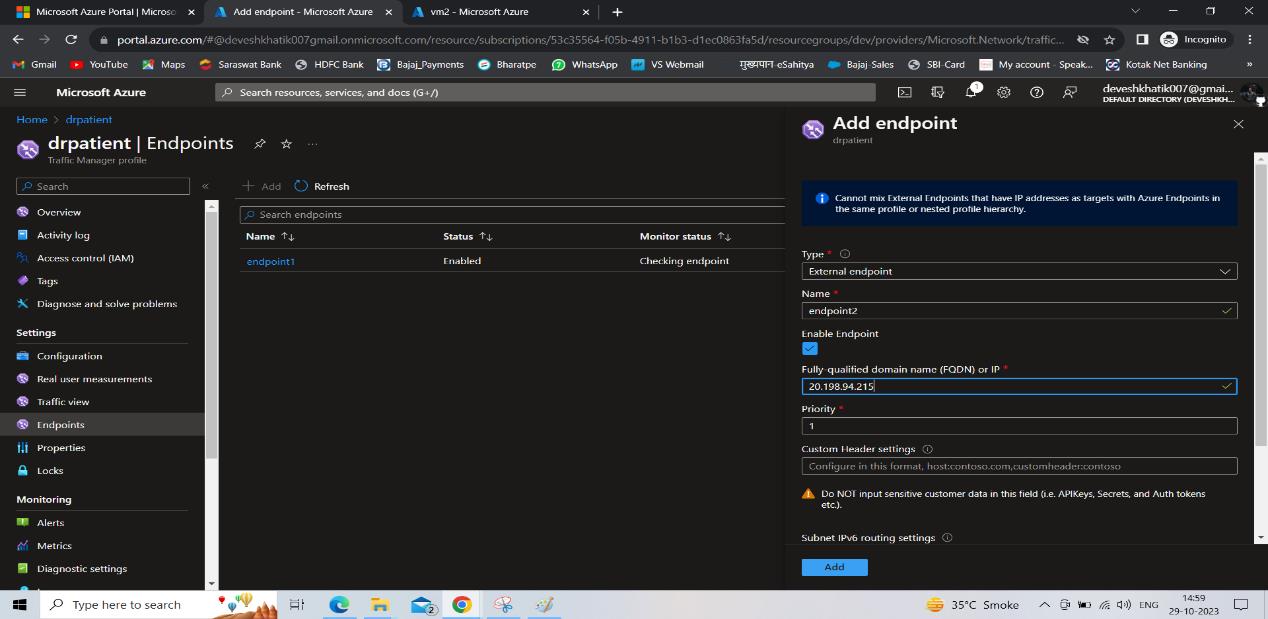 Microsoft Azure Portal | Microso
Add endpoint - Microsoft Azure
vm2 - Microsoft Azure
portal.azure.com/#@deveshkhatik007gmail.onmicrosoft.com/resource/subscriptions/53c35564-f05b-4911-b1b3-d1ec0863fa5d/resourcegroups/dev/providers/Microsoft.Network/traffic...
Incognito
Gmail YouTube Maps Saraswat Bank HDFC Bank Bajaj_Payments Bharatpe WhatsApp VS Webmail मुख्यपान-eSahitya Bajaj-Sales SBI-Card My account - Speak... Kotak Net Banking »
Microsoft Azure
Search resources, services, and docs (G+/)
1
deveshkhatik007@gmai...
DEFAULT DIRECTORY (DEVESHKH...
Home > drpatient
drpatient | Endpoints
Traffic Manager profile
Search
«
Overview
Activity log
Access control (IAM)
Tags
Diagnose and solve problems
Settings
Configuration
Real user measurements
Traffic view
Endpoints
Properties
Locks
Monitoring
Alerts
Metrics
Diagnostic settings
Add Refresh
Search endpoints
Name Status Monitor status
endpoint1 Enabled Checking endpoint
Add endpoint
drpatient
Cannot mix External Endpoints that have IP addresses as targets with Azure Endpoints in
the same profile or nested profile hierarchy.
Type *
External endpoint
Name *
endpoint2
Enable Endpoint
Fully-qualified domain name (FQDN) or IP *
20.198.94.215
Priority *
1
Custom Header settings
Configure in this format, host:contoso.com,customheader:contoso
Do NOT input sensitive customer data in this field (i.e. APIKeys, Secrets, and Auth tokens
etc.).
Subnet IPv6 routing settings
Add
Type here to search
2
35°C Smoke
ENG
14:59
29-10-2023